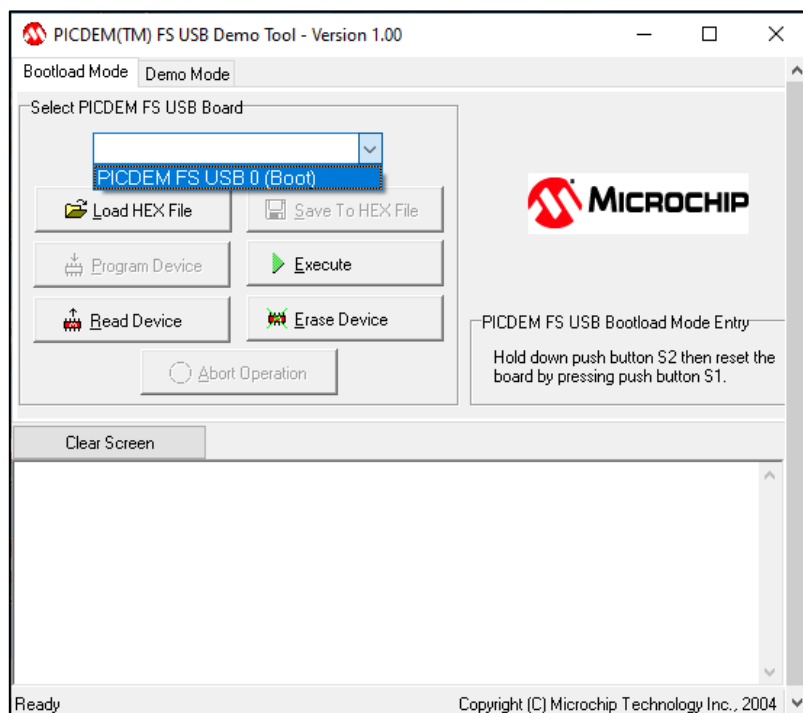 PICDEM(TM) FS USB Demo Tool - Version 1.00
Bootload Mode Demo Mode
Select PICDEM FS USB Board
PICDEM FS USB 0 (Boot)
Load HEX File Save To HEX File
Program Device Execute
Read Device Erase Device
Abort Operation
MICROCHIP
PICDEM FS USB Bootload Mode Entry
Hold down push button S2 then reset the
board by pressing push button S1.
Clear Screen
Ready Copyright (C) Microchip Technology Inc., 2004